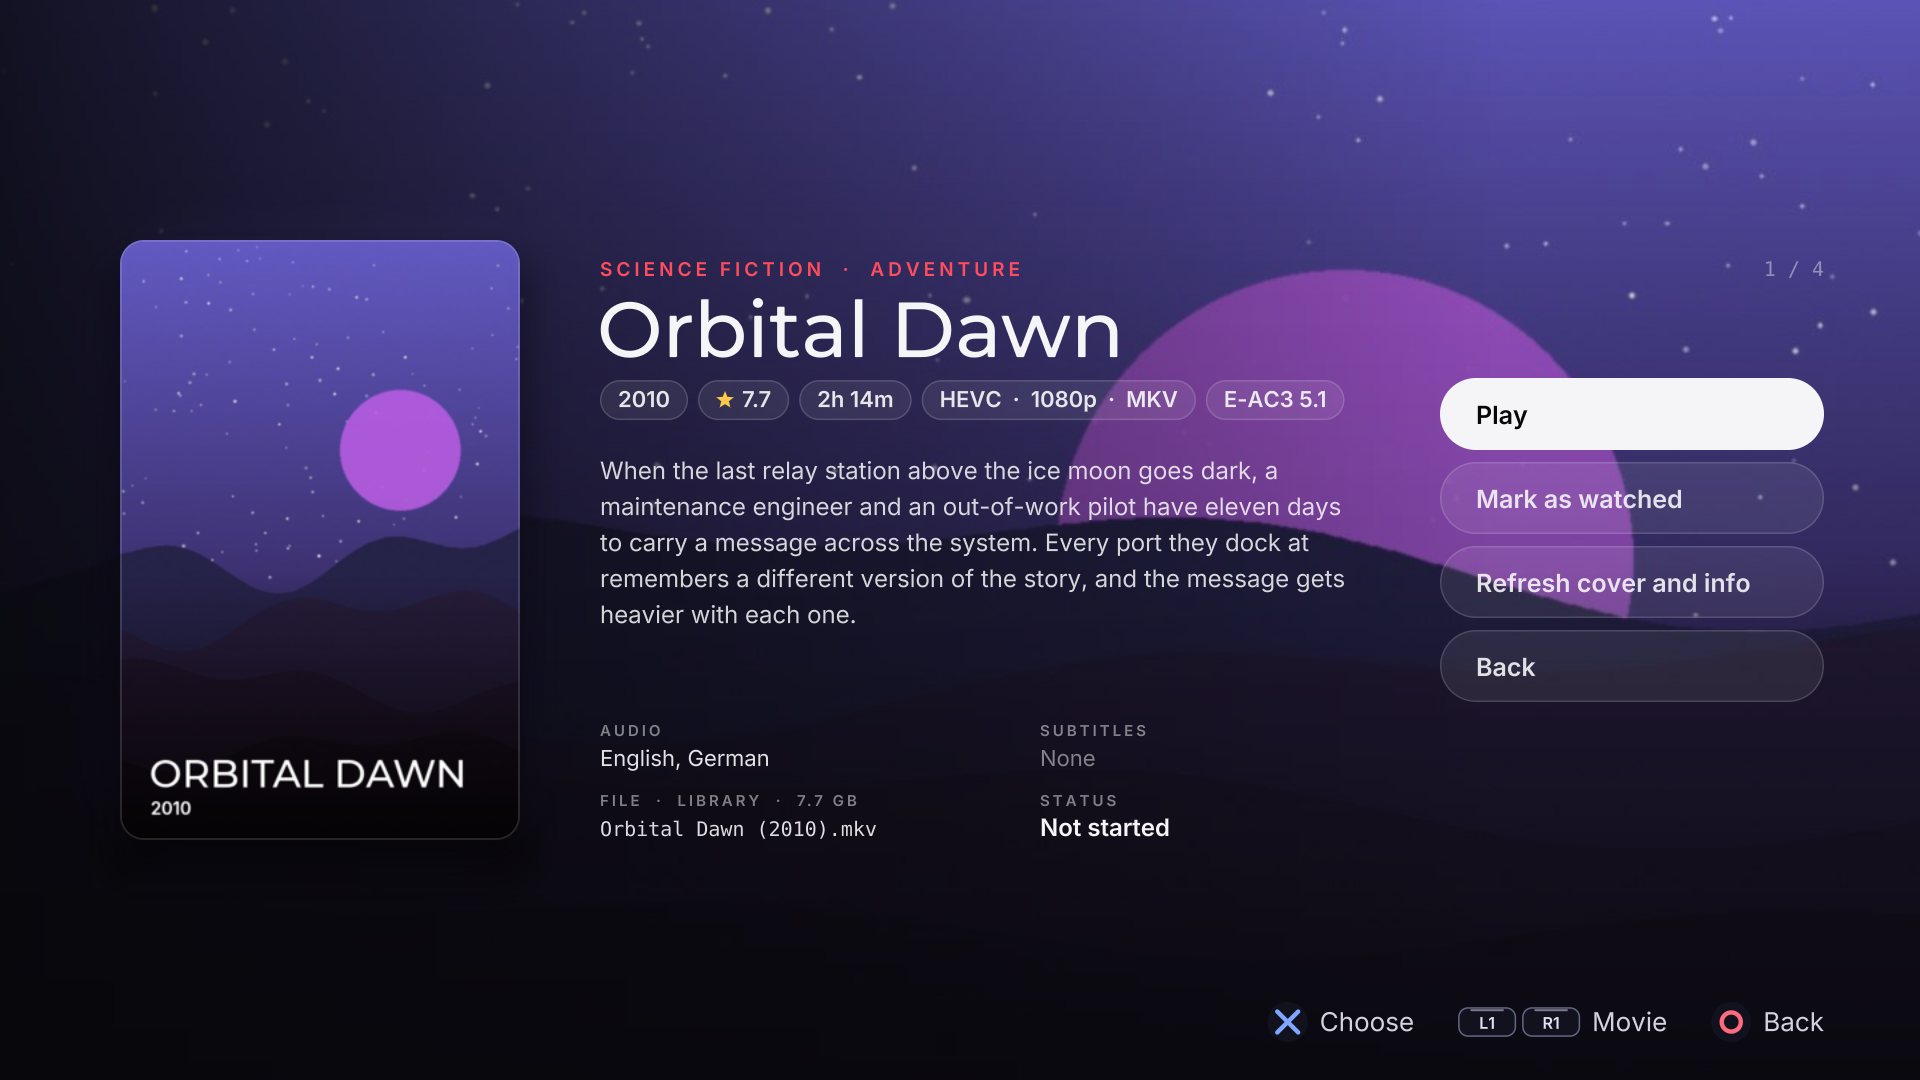 SCIENCE FICTION · ADVENTURE
1 / 4
Orbital Dawn
2010
★ 7.7
2h 14m
HEVC · 1080p · MKV
E-AC3 5.1
When the last relay station above the ice moon goes dark, a
maintenance engineer and an out-of-work pilot have eleven days
to carry a message across the system. Every port they dock at
remembers a different version of the story, and the message gets
heavier with each one.
Play
Mark as watched
Refresh cover and info
Back
AUDIO
English, German
SUBTITLES
None
FILE · LIBRARY · 7.7 GB
Orbital Dawn (2010).mkv
STATUS
Not started
ORBITAL DAWN
2010
Choose
L1 R1 Movie
Back